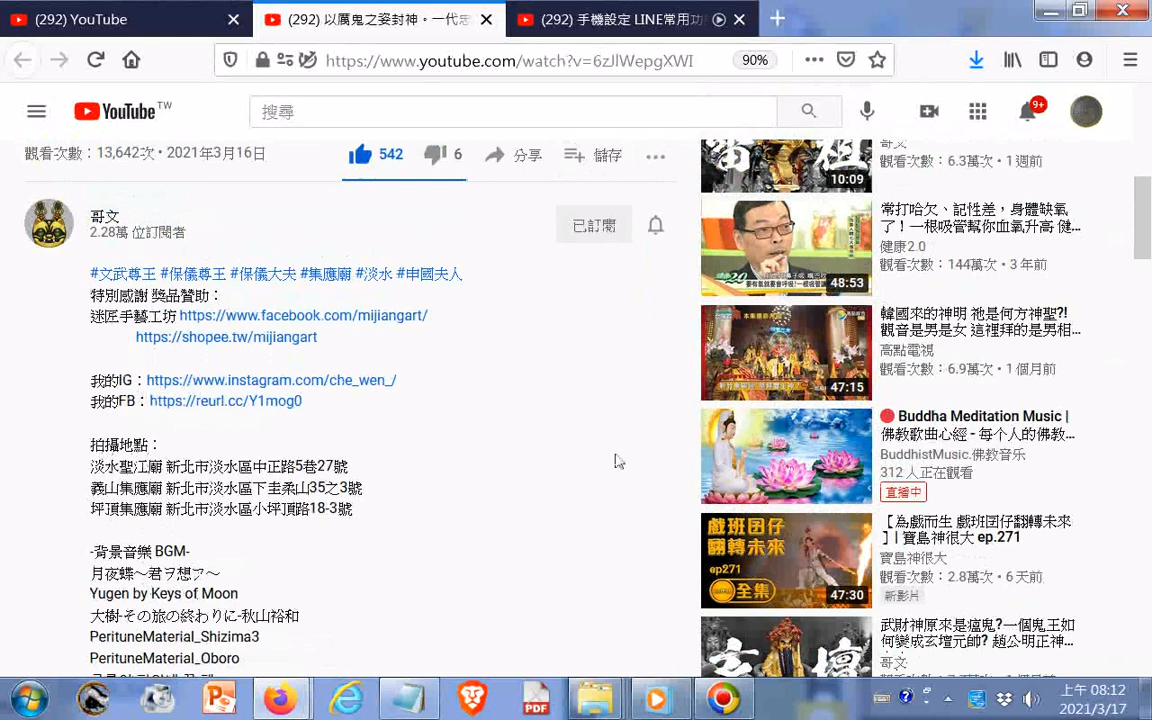 (292) YouTube
(292) 以厲鬼之姿封神。一代忠
(292) 手機設定 LINE常用功
https://www.youtube.com/watch?v=6zJlWepgXWI
90%
YouTube TW
搜尋
9+
觀看次數：13,642次 • 2021年3月16日
542
6
分享
儲存
哥文
2.28萬 位訂閱者
已訂閱
#文武尊王 #保儀尊王 #保儀大夫 #集應廟 #淡水 #申國夫人
特別感謝 獎品贊助：
迷匠手藝工坊 https://www.facebook.com/mijiangart/
https://shopee.tw/mijiangart
我的IG：https://www.instagram.com/che_wen_/
我的FB：https://reurl.cc/Y1mog0
拍攝地點：
淡水聖江廟 新北市淡水區中正路5巷27號
義山集應廟 新北市淡水區下圭柔山35之3號
坪頂集應廟 新北市淡水區小坪頂路18-3號
-背景音樂 BGM-
月夜蝶～君ヲ想フ～
Yugen by Keys of Moon
大樹-その旅の終わりに-秋山裕和
PerituneMaterial_Shizima3
PerituneMaterial_Oboro
10:09
哥文
觀看次數：6.3萬次 • 1 週前
48:53
常打哈欠、記性差，身體缺氧
了！一根吸管幫你血氧升高 健...
健康2.0
觀看次數：144萬次 • 3 年前
47:15
韓國來的神明 祂是何方神聖?!
觀音是男是女 這裡拜的是男相...
高點電視
觀看次數：6.9萬次 • 1 個月前
Buddha Meditation Music |
佛教歌曲心經 - 每个人的佛教...
BuddhistMusic.佛教音乐
312 人正在觀看
直播中
戲班囝仔
翻轉未來
ep271
全集
47:30
【為戲而生 戲班囝仔翻轉未來
】| 寶島神很大 ep.271
寶島神很大
觀看次數：2.8萬次 • 6 天前
新影片
武財神原來是瘟鬼?一個鬼王如
何變成玄壇元帥? 趙公明正神...
哥文
PDF
上午 08:12
2021/3/17